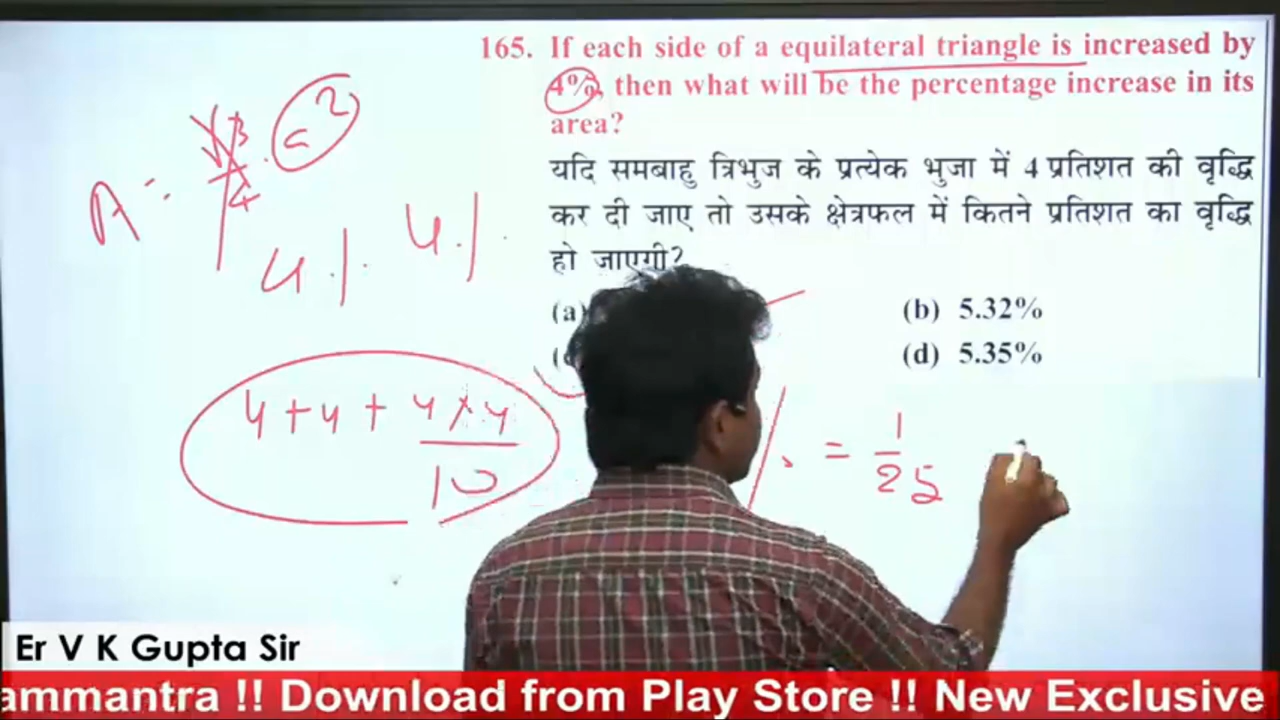 165. If each side of a equilateral triangle is increased by
4%, then what will be the percentage increase in its
area?
यदि समबाहु त्रिभुज के प्रत्येक भुजा में 4 प्रतिशत की वृद्धि
कर दी जाए तो उसके क्षेत्रफल में कितने प्रतिशत का वृद्धि
हो जाएगी?
(a)
(b) 5.32%
(d) 5.35%
A = √3/4 . a²
4% 4%
4 + 4 + 4×4/10
% = 1/25
Er V K Gupta Sir
ammantra !! Download from Play Store !! New Exclusive